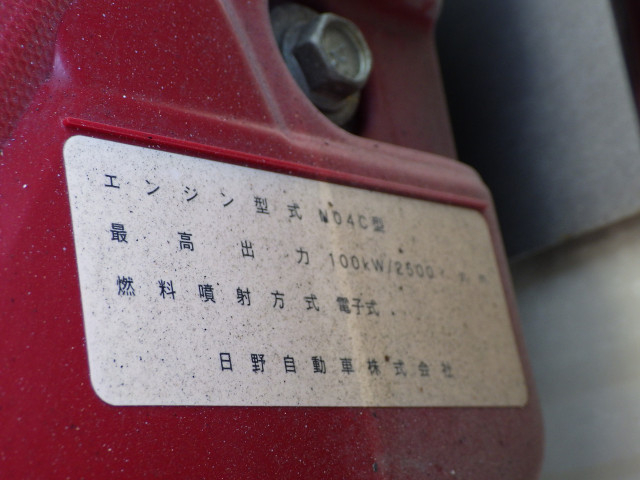 エンジン型式 N04C型
最高出力 100kW/2500
燃料噴射方式 電子式
日野自動車株式会社